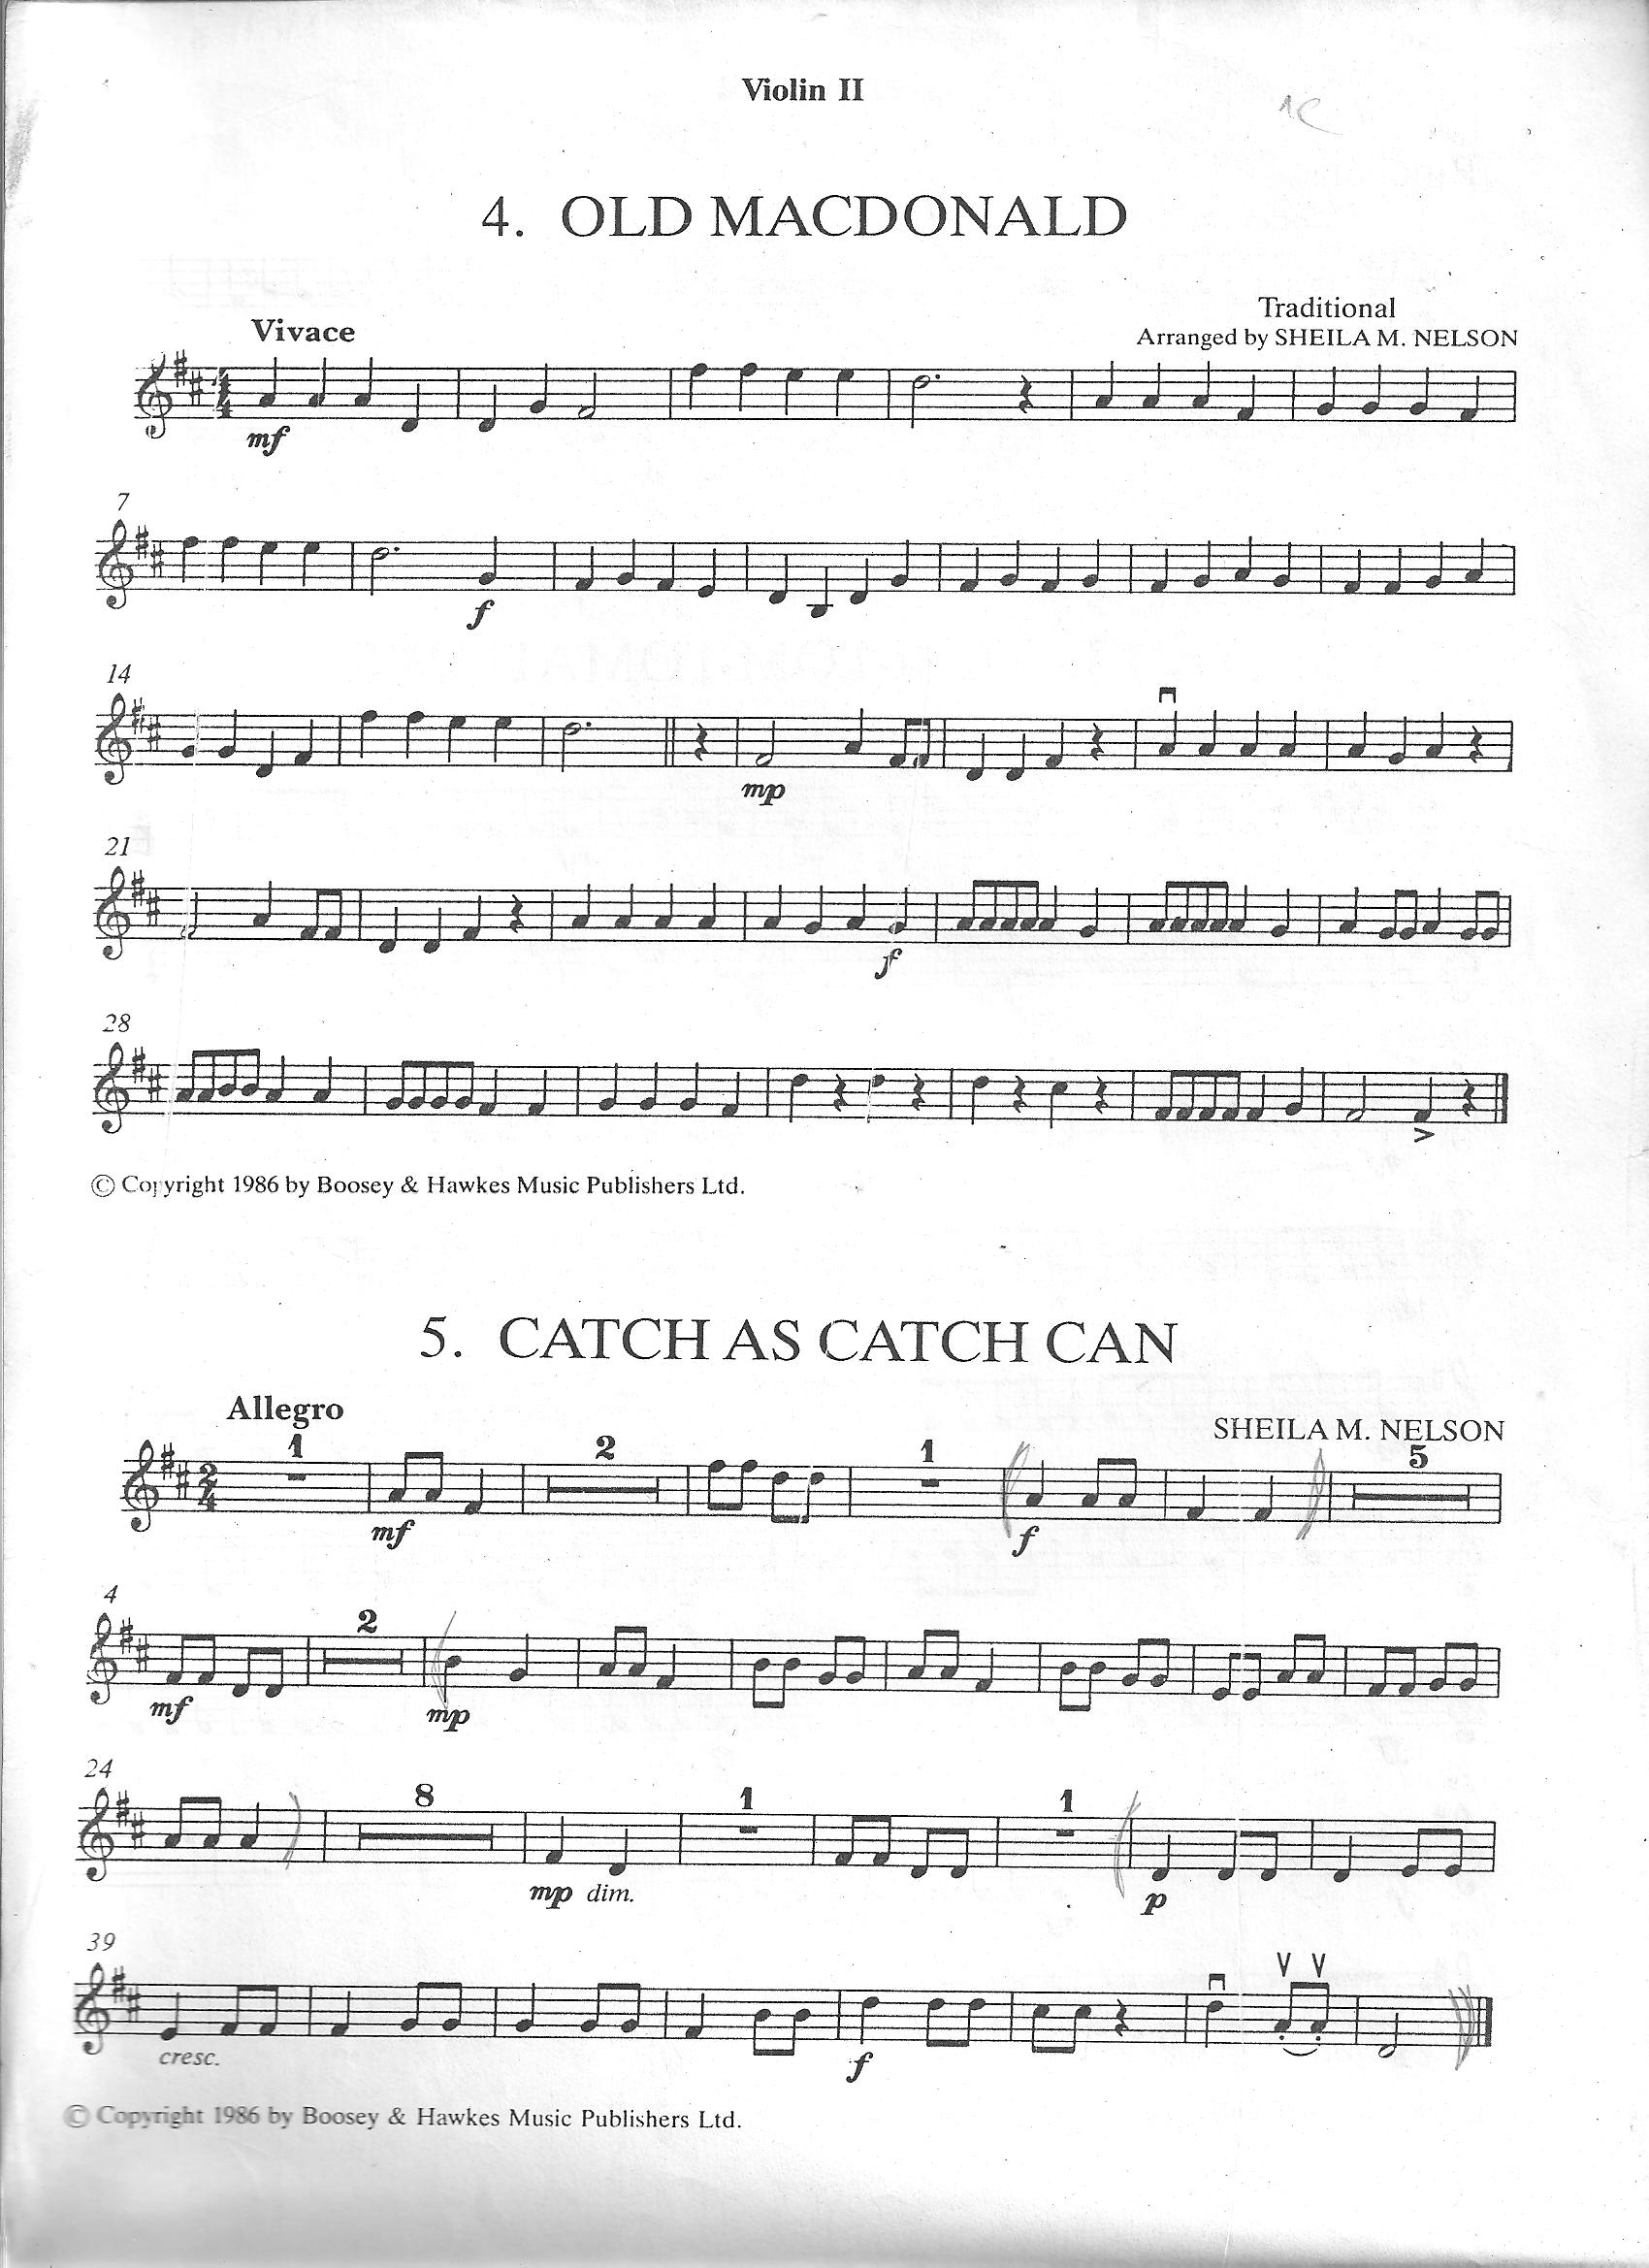 Violin II
4. OLD MACDONALD
Traditional
Vivace
Arranged by SHEILA M. NELSON
mf
7
f
14
mp
21
f
28
© Copyright 1986 by Boosey & Hawkes Music Publishers Ltd.
5. CATCH AS CATCH CAN
Allegro
SHEILA M. NELSON
1 2 1 5
2/4
mf f
4
2
mf mp
24
8 1 1
mp dim. p
39
cresc. f
© Copyright 1986 by Boosey & Hawkes Music Publishers Ltd.